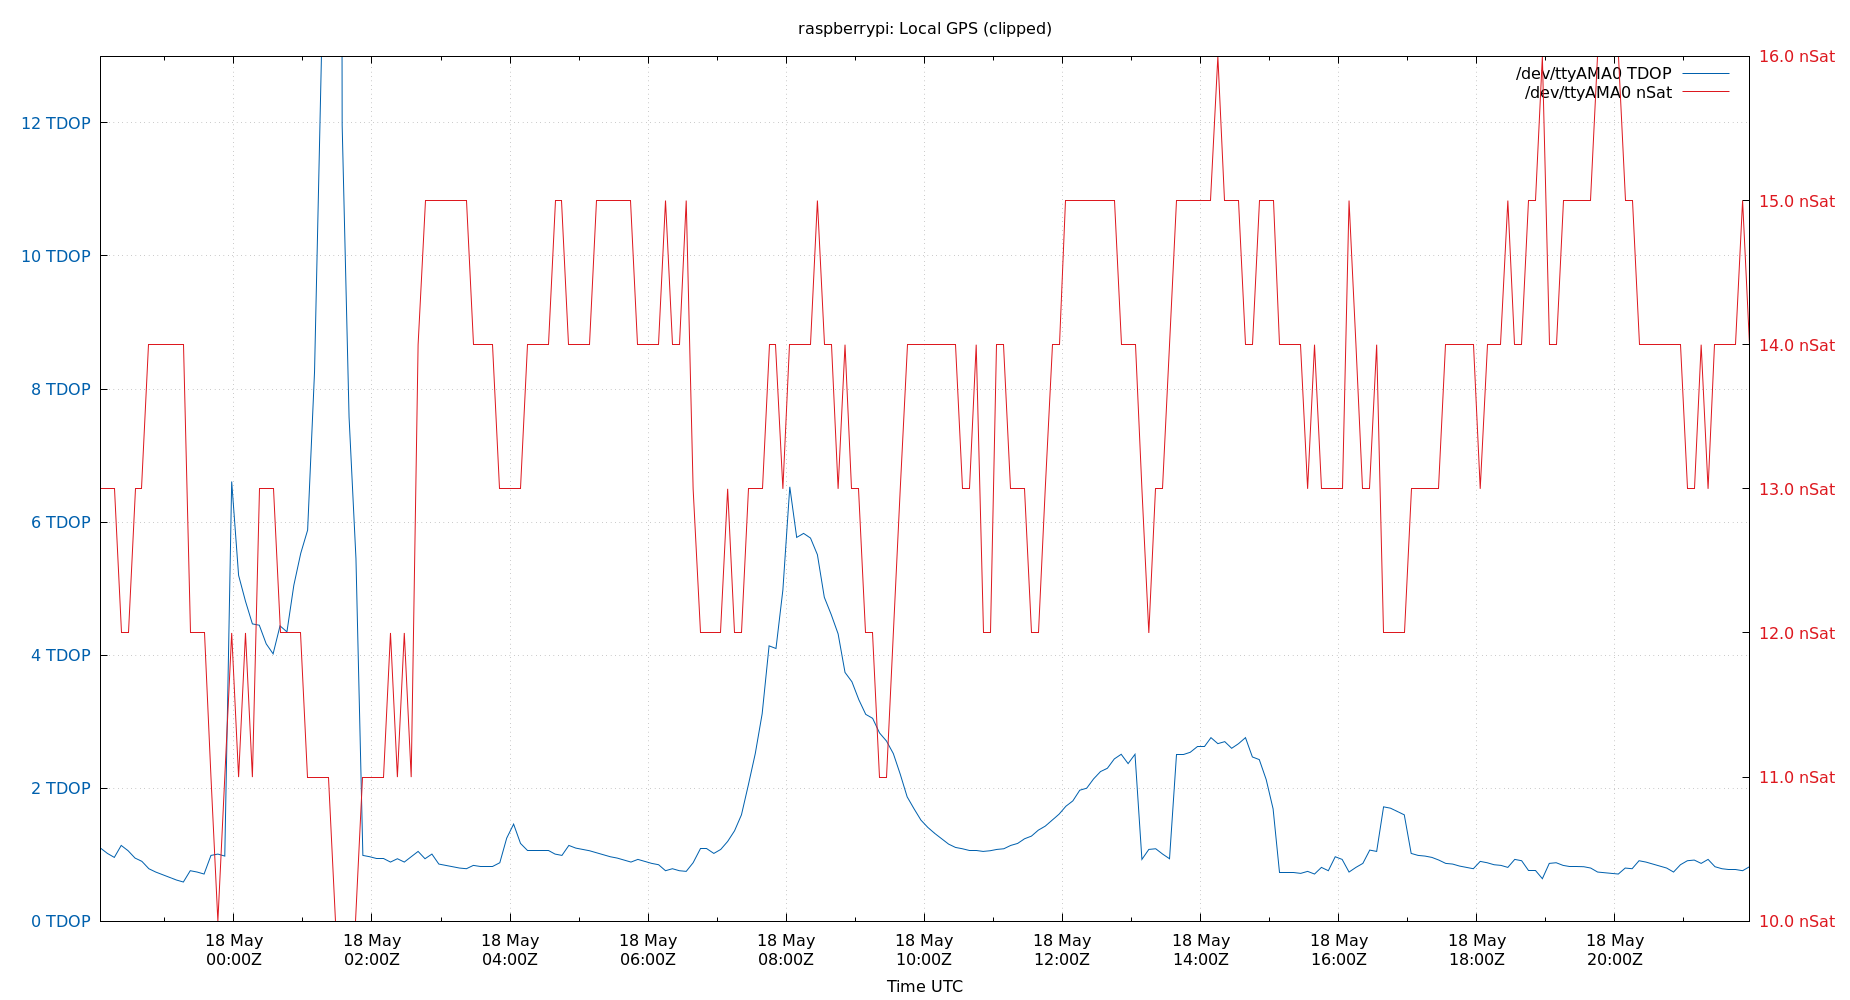 raspberrypi: Local GPS (clipped)
/dev/ttyAMA0 TDOP
/dev/ttyAMA0 nSat
12 TDOP
10 TDOP
8 TDOP
6 TDOP
4 TDOP
2 TDOP
0 TDOP
16.0 nSat
15.0 nSat
14.0 nSat
13.0 nSat
12.0 nSat
11.0 nSat
10.0 nSat
18 May
00:00Z
18 May
02:00Z
18 May
04:00Z
18 May
06:00Z
18 May
08:00Z
18 May
10:00Z
18 May
12:00Z
18 May
14:00Z
18 May
16:00Z
18 May
18:00Z
18 May
20:00Z
Time UTC